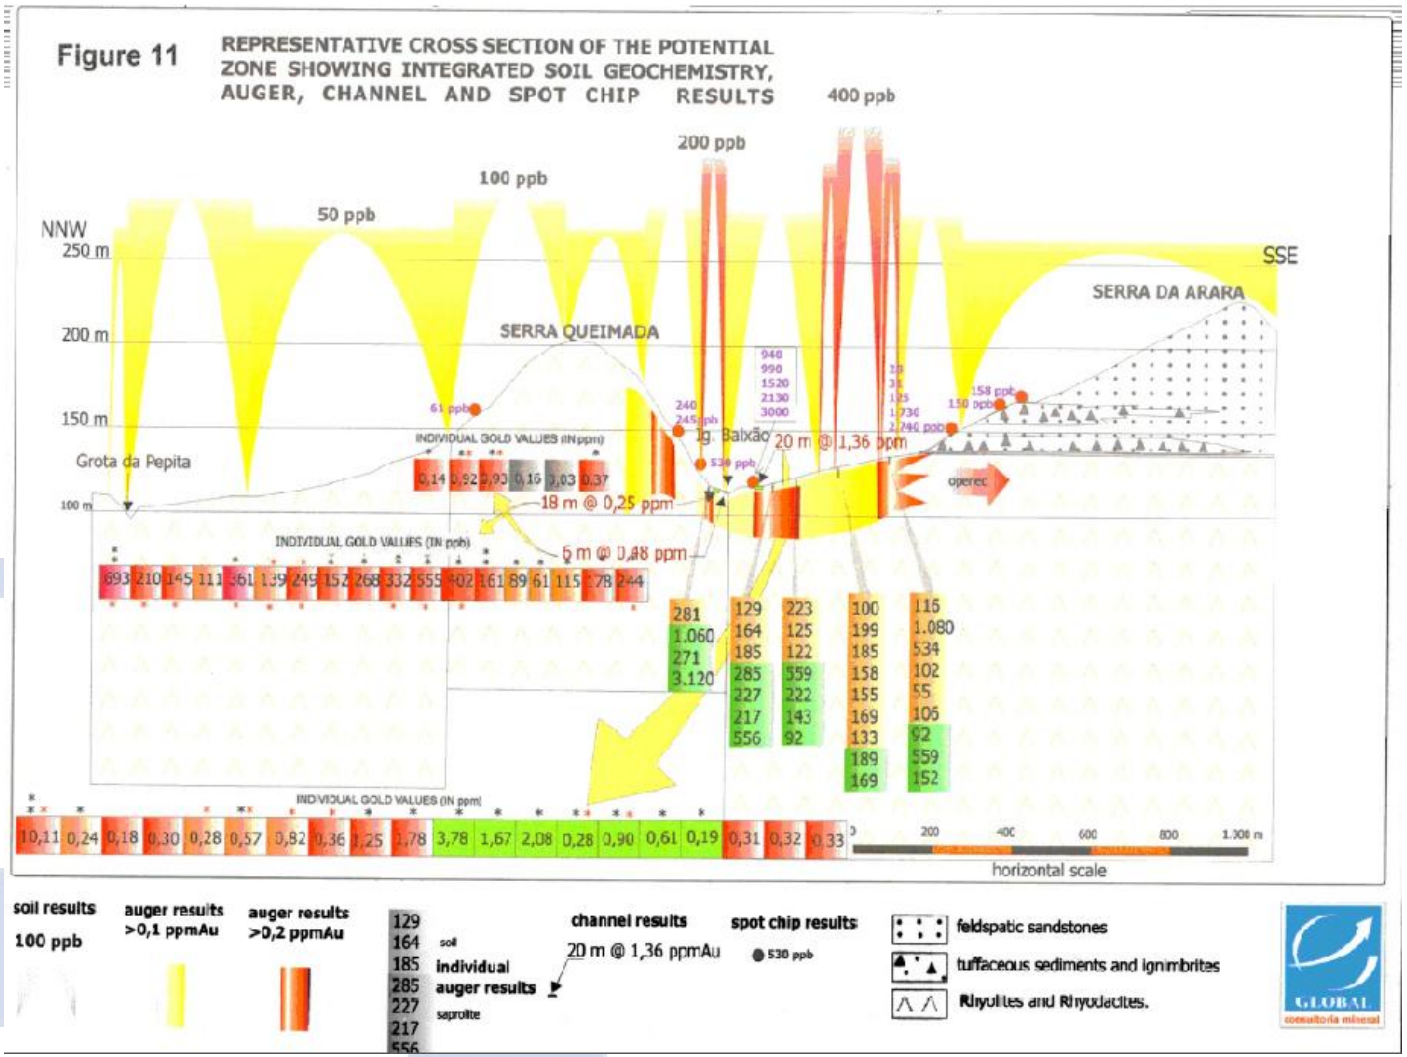 Figure 11
REPRESENTATIVE CROSS SECTION OF THE POTENTIAL
ZONE SHOWING INTEGRATED SOIL GEOCHEMISTRY,
AUGER, CHANNEL AND SPOT CHIP RESULTS
400 ppb
200 ppb
100 ppb
50 ppb
NNW
250 m
SSE
SERRA DA ARARA
200 m
SERRA QUEIMADA
940
990
1520
2130
3000
158 ppb
150 ppb
61 ppb
240
150 m
Ig. Baixão
20 m @ 1,36 ppm
INDIVIDUAL GOLD VALUES (IN ppm)
Grota da Pepita
530 ppb
0,14 0,92 0,93 0,16 0,03 0,37
100 m
18 m @ 0,25 ppm
INDIVIDUAL GOLD VALUES (IN ppb)
6 m @ 0,48 ppm
693 210 145 111 361 139 249 152 268 332 555 402 161 89 61 115 178 244
281
1.060
271
3.120
129
164
185
285
227
217
556
223
125
122
559
222
143
92
100
199
185
158
155
169
133
189
169
116
1.080
534
102
55
106
92
559
152
INDIVIDUAL GOLD VALUES (IN ppm)
10,11 0,24 0,18 0,30 0,28 0,57 0,82 0,36 1,25 1,78 3,78 1,67 2,08 0,28 0,90 0,61 0,19 0,31 0,32 0,33
0 200 400 600 800 1.000 m
horizontal scale
soil results
100 ppb
auger results
>0,1 ppmAu
auger results
>0,2 ppmAu
129
164 soil
185 individual
285 auger results
227 saprolite
217
556
channel results
20 m @ 1,36 ppmAu
spot chip results
530 ppb
feldspatic sandstones
tuffaceous sediments and ignimbrites
Rhyolites and Rhyodacites.
GLOBAL
consultoria mineral